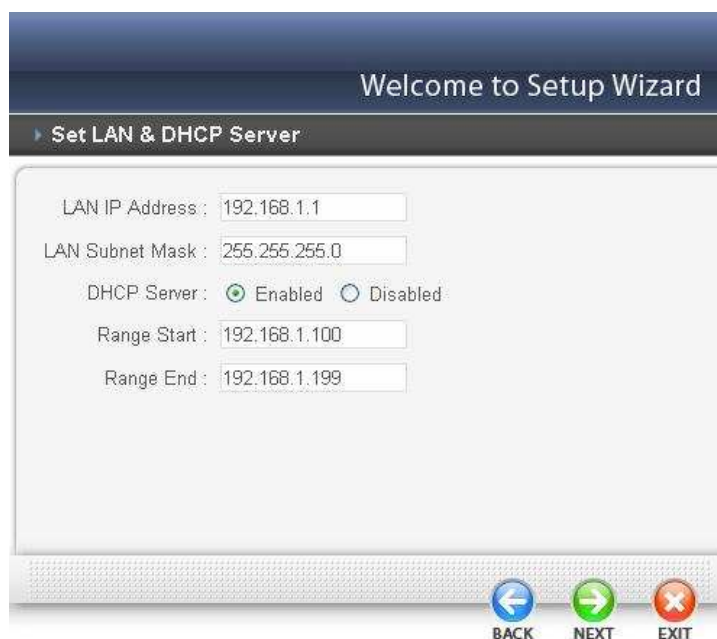 Welcome to Setup Wizard
Set LAN & DHCP Server
LAN IP Address : 192.168.1.1
LAN Subnet Mask : 255.255.255.0
DHCP Server : Enabled Disabled
Range Start : 192.168.1.100
Range End : 192.168.1.199
BACK NEXT EXIT